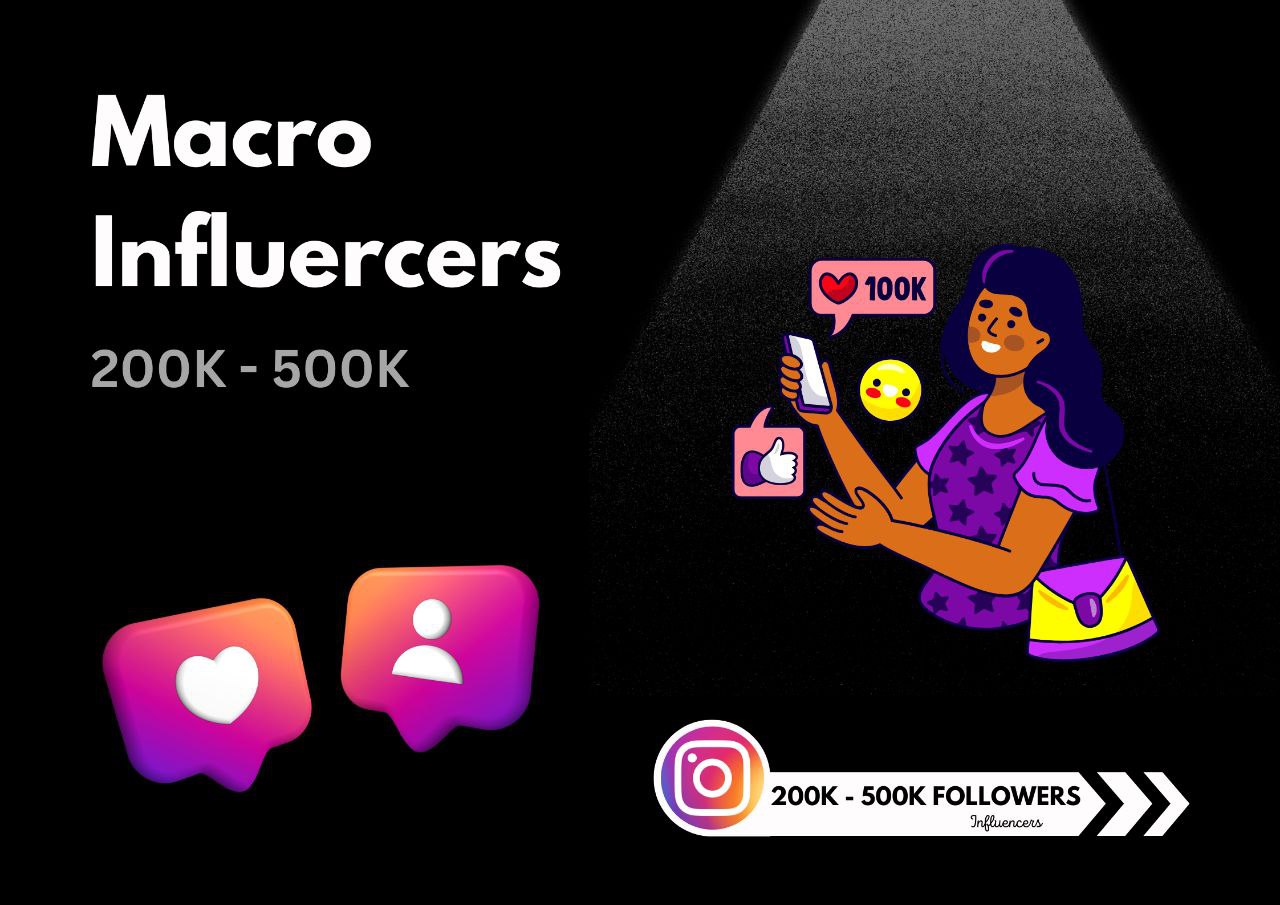 Macro
Influercers
200K - 500K
100K
200K - 500K FOLLOWERS
Influencers